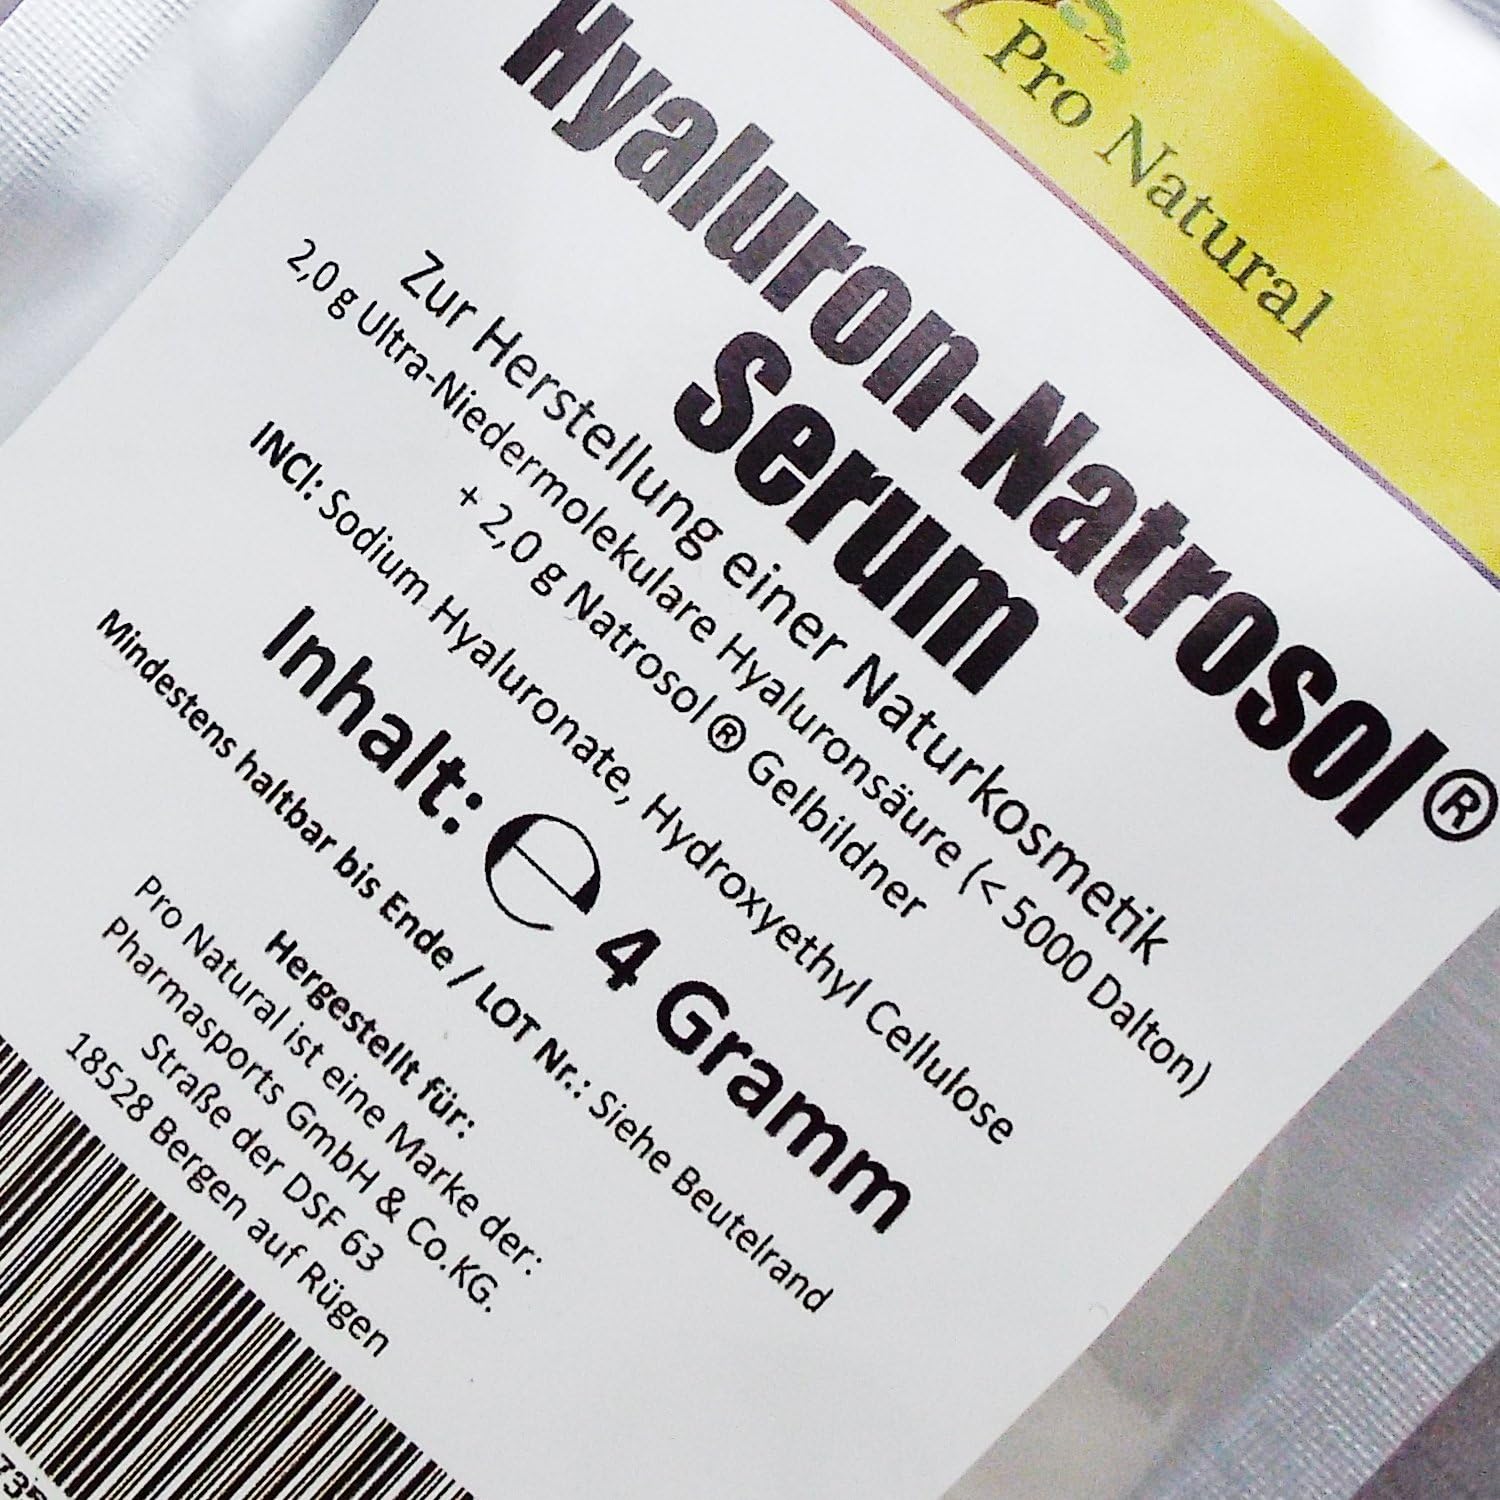 Pro Natural
Hyaluron-Natrosol®
Serum
Zur Herstellung einer Naturkosmetik
2,0 g Ultra-Niedermolekulare Hyaluronsäure (< 5000 Dalton)
+ 2,0 g Natrosol® Gelbildner
INCI: Sodium Hyaluronate, Hydroxyethyl Cellulose
Inhalt: ℮ 4 Gramm
Mindestens haltbar bis Ende / LOT Nr.: Siehe Beutelrand
Hergestellt für:
Pro Natural ist eine Marke der:
Pharmasports GmbH & Co.KG.
Straße der DSF 63
18528 Bergen auf Rügen